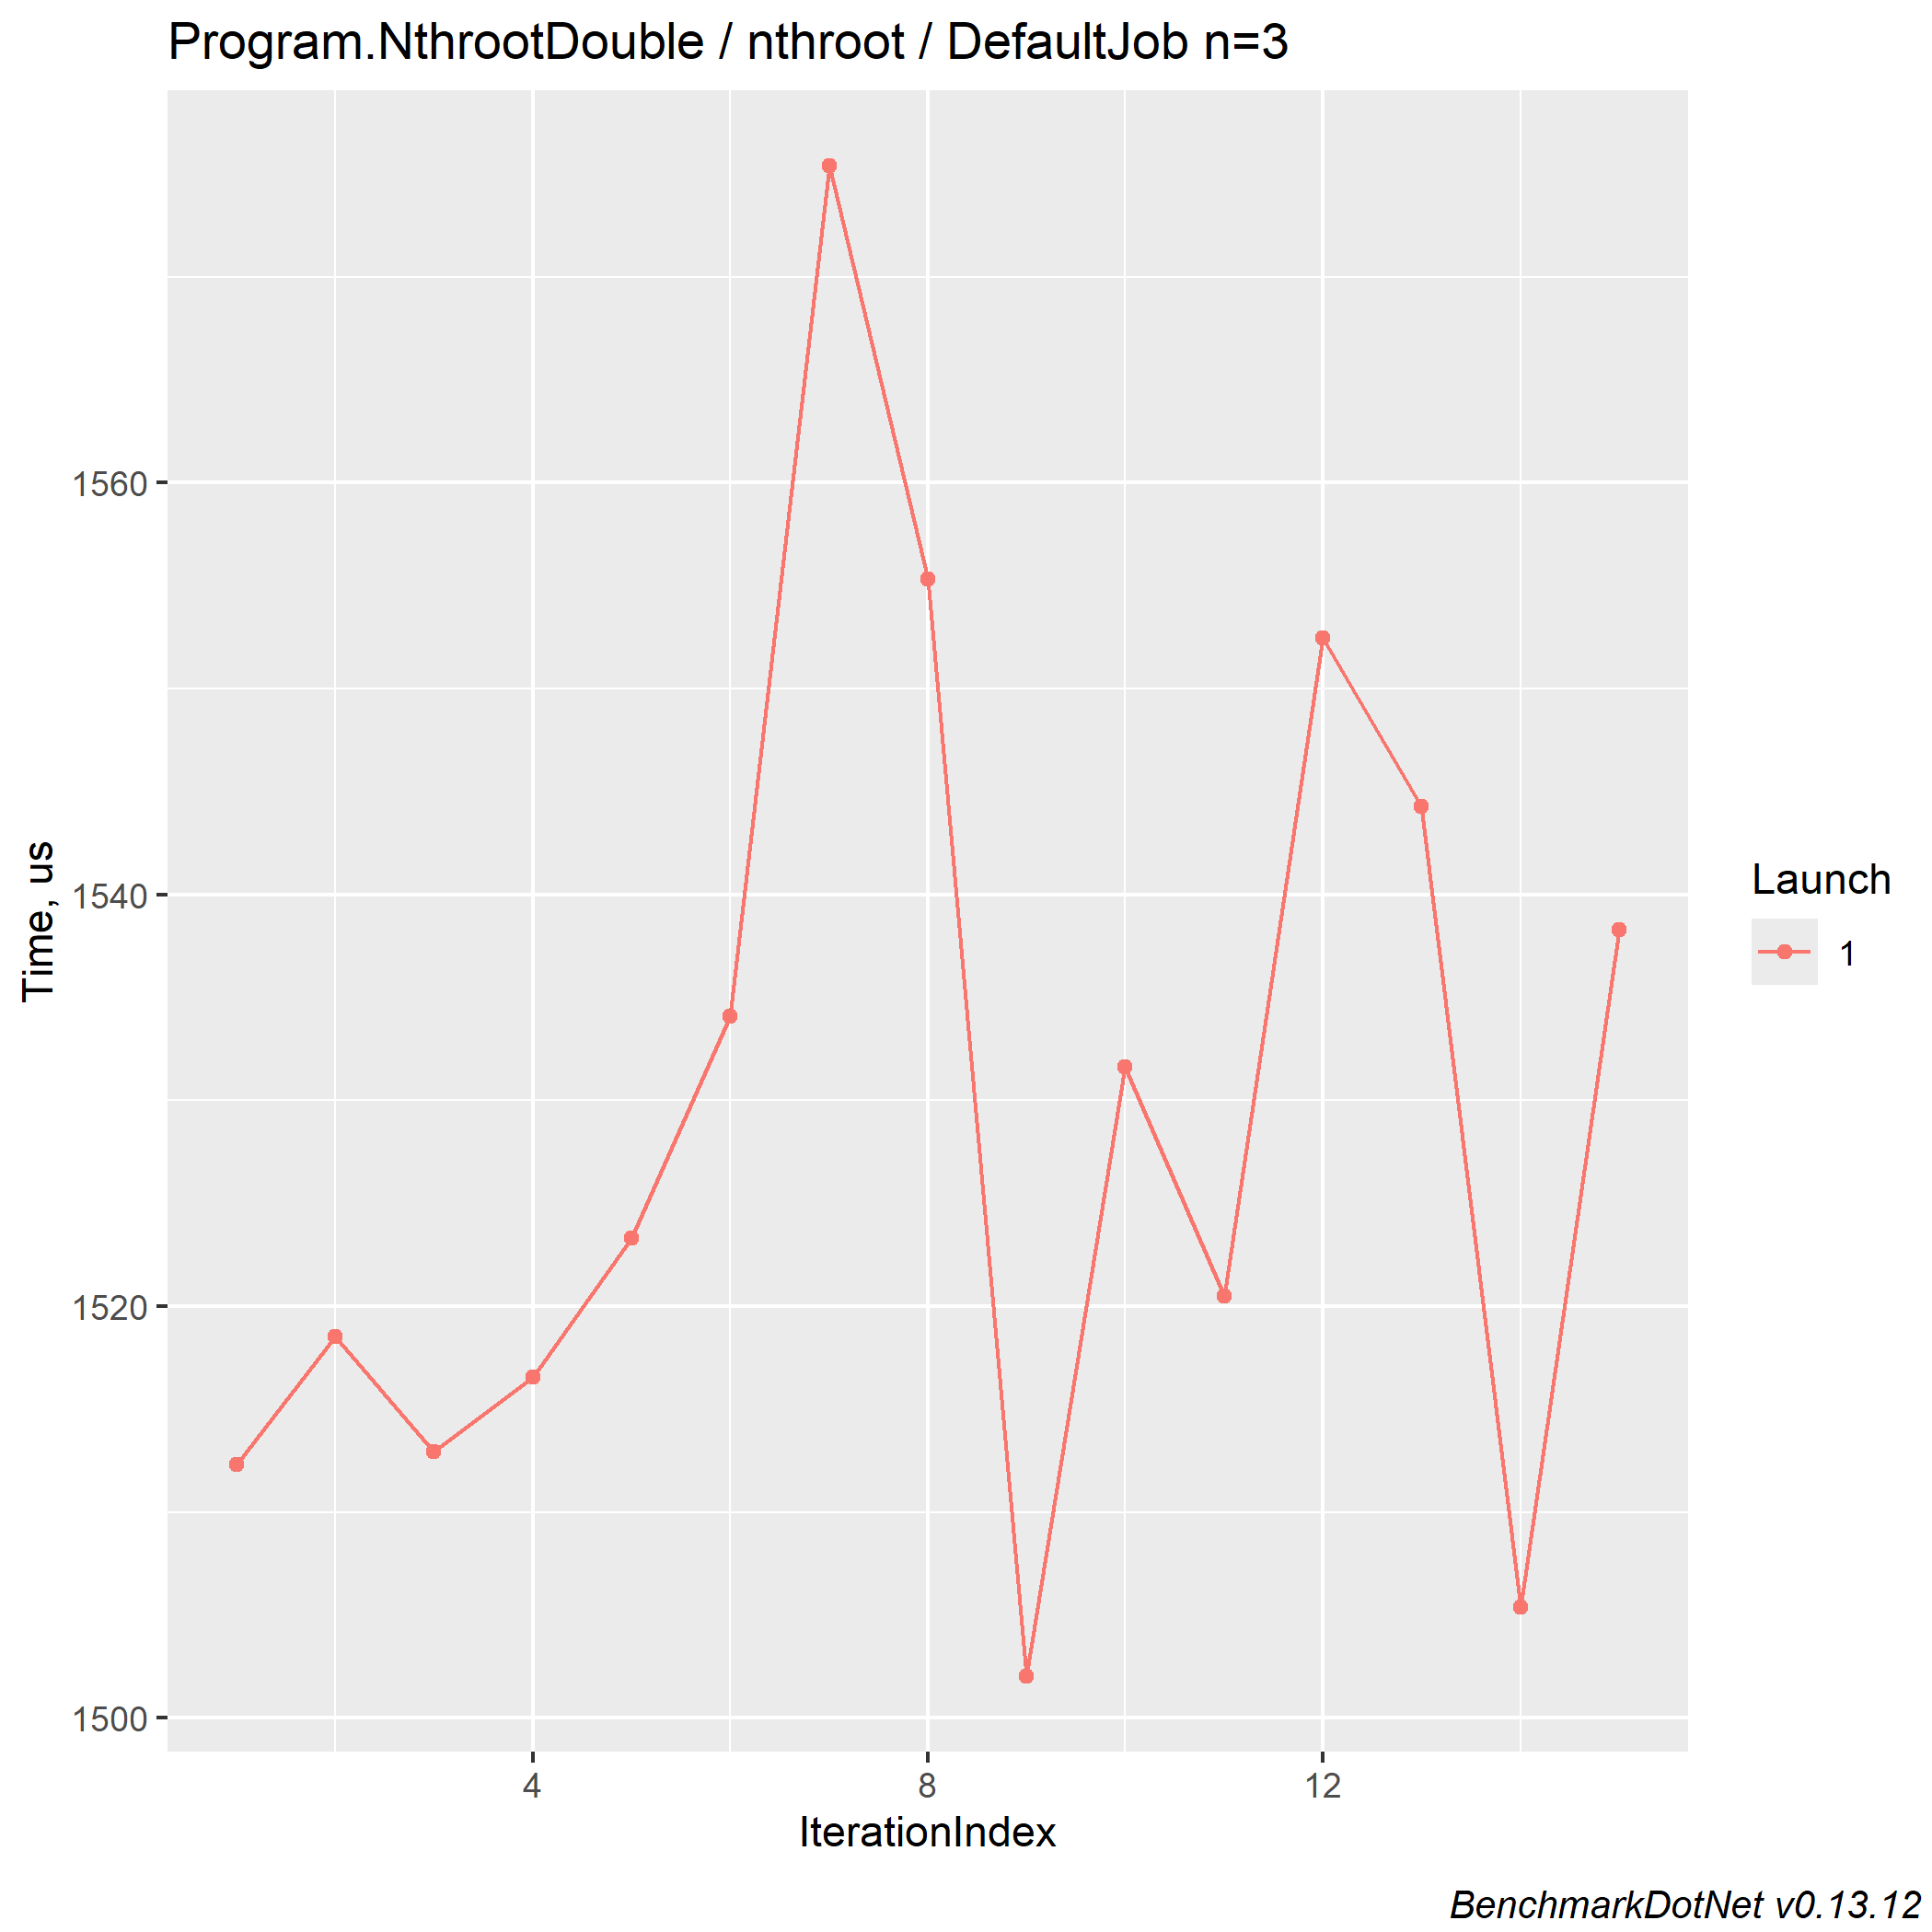 Program.NthrootDouble / nthroot / DefaultJob n=3
Time, us
1560
1540
1520
1500
4
8
12
IterationIndex
Launch
1
BenchmarkDotNet v0.13.12